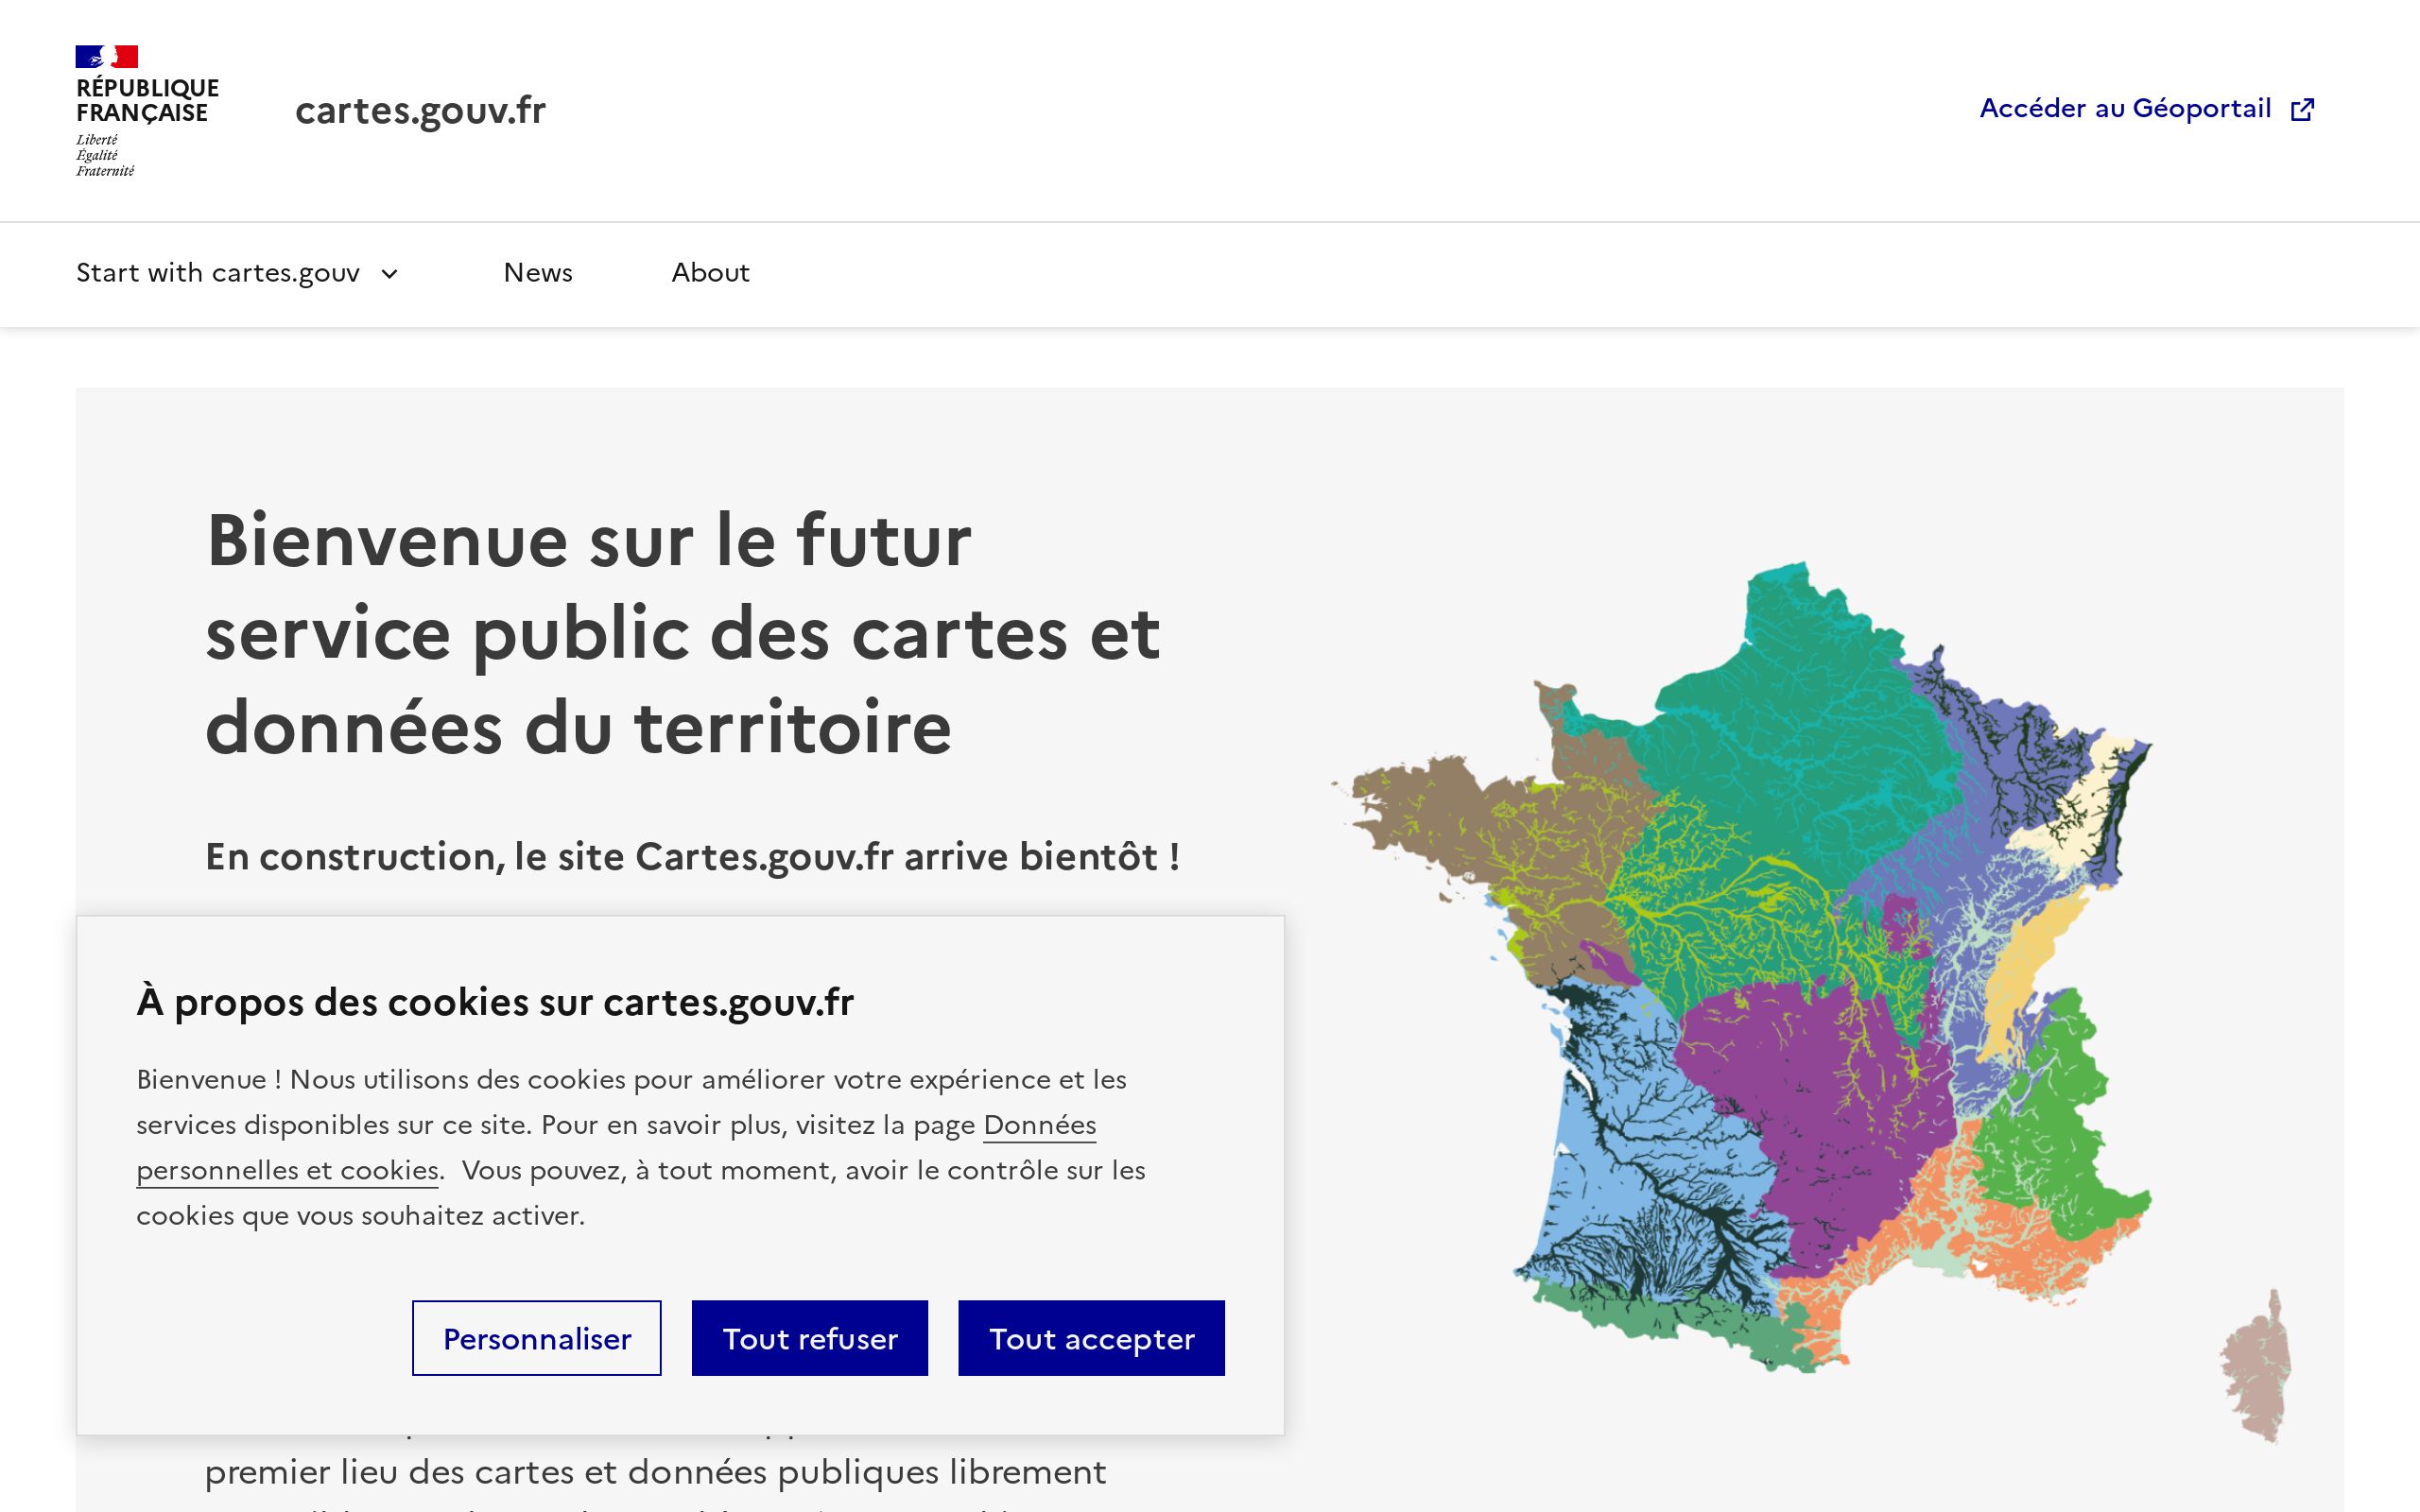 RÉPUBLIQUE
FRANÇAISE
Liberté
Égalité
Fraternité
cartes.gouv.fr
Accéder au Géoportail
Start with cartes.gouv
News
About
Bienvenue sur le futur
service public des cartes et
données du territoire
En construction, le site Cartes.gouv.fr arrive bientôt !
À propos des cookies sur cartes.gouv.fr
Bienvenue ! Nous utilisons des cookies pour améliorer votre expérience et les
services disponibles sur ce site. Pour en savoir plus, visitez la page Données
personnelles et cookies. Vous pouvez, à tout moment, avoir le contrôle sur les
cookies que vous souhaitez activer.
Personnaliser
Tout refuser
Tout accepter
premier lieu des cartes et données publiques librement